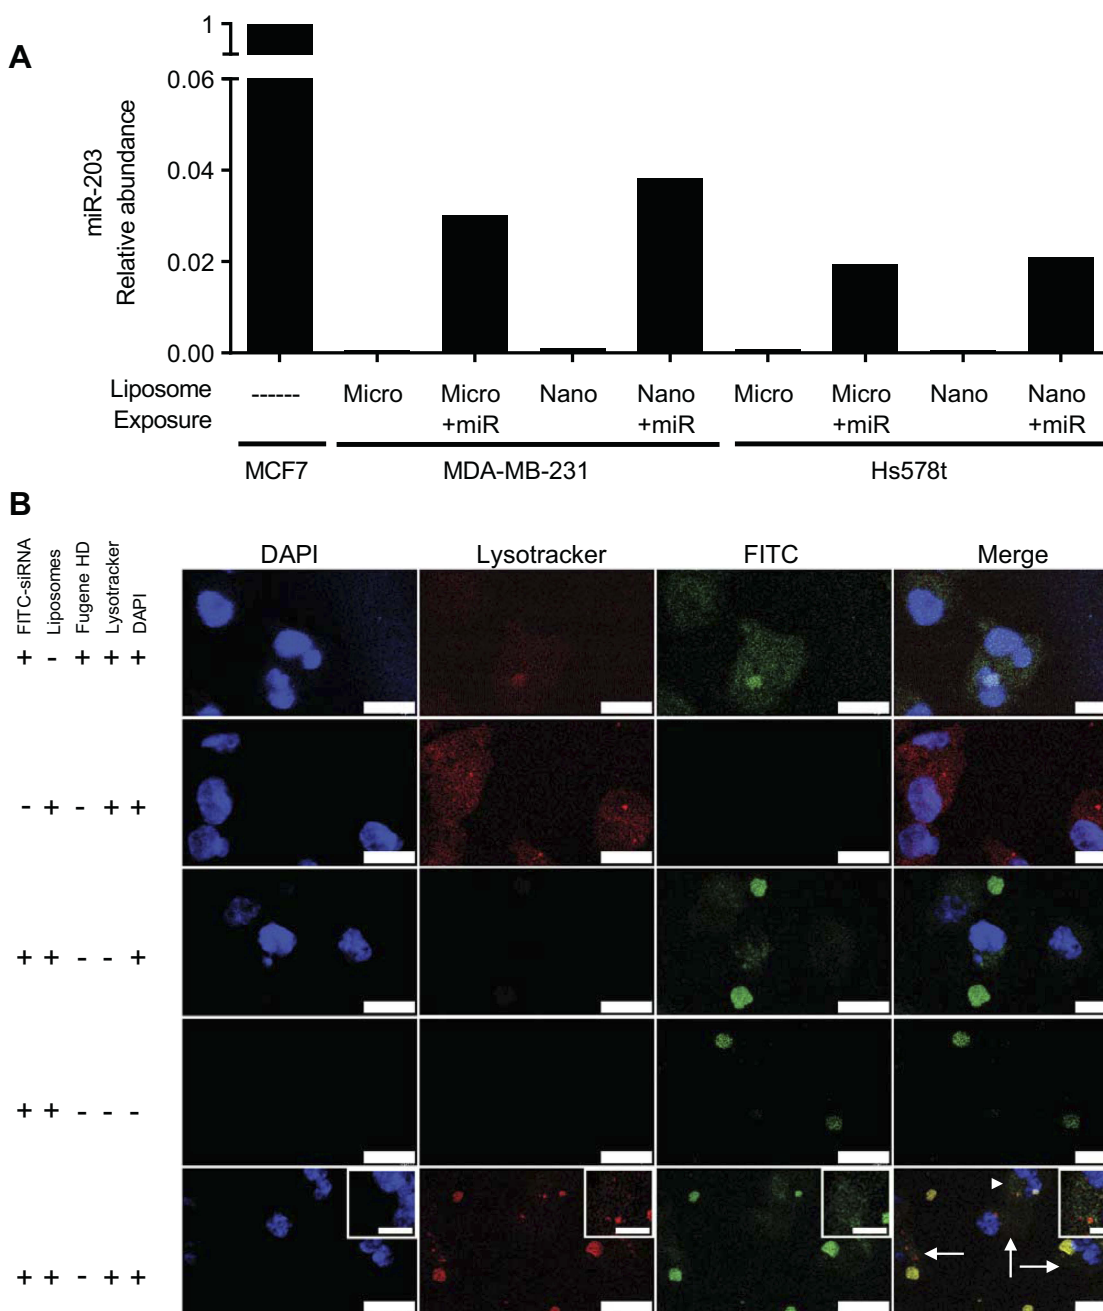 A
1
0.06
0.04
0.02
0.00
miR-203
Relative abundance
Liposome
Exposure
------ Micro Micro +miR Nano Nano +miR Micro Micro +miR Nano Nano +miR
MCF7 MDA-MB-231 Hs578t
B
FITC-siRNA Liposomes Fugene HD Lysotracker DAPI
DAPI Lysotracker FITC Merge
+ - + + +
- + - + +
+ + - - +
+ + - - -
+ + - + +